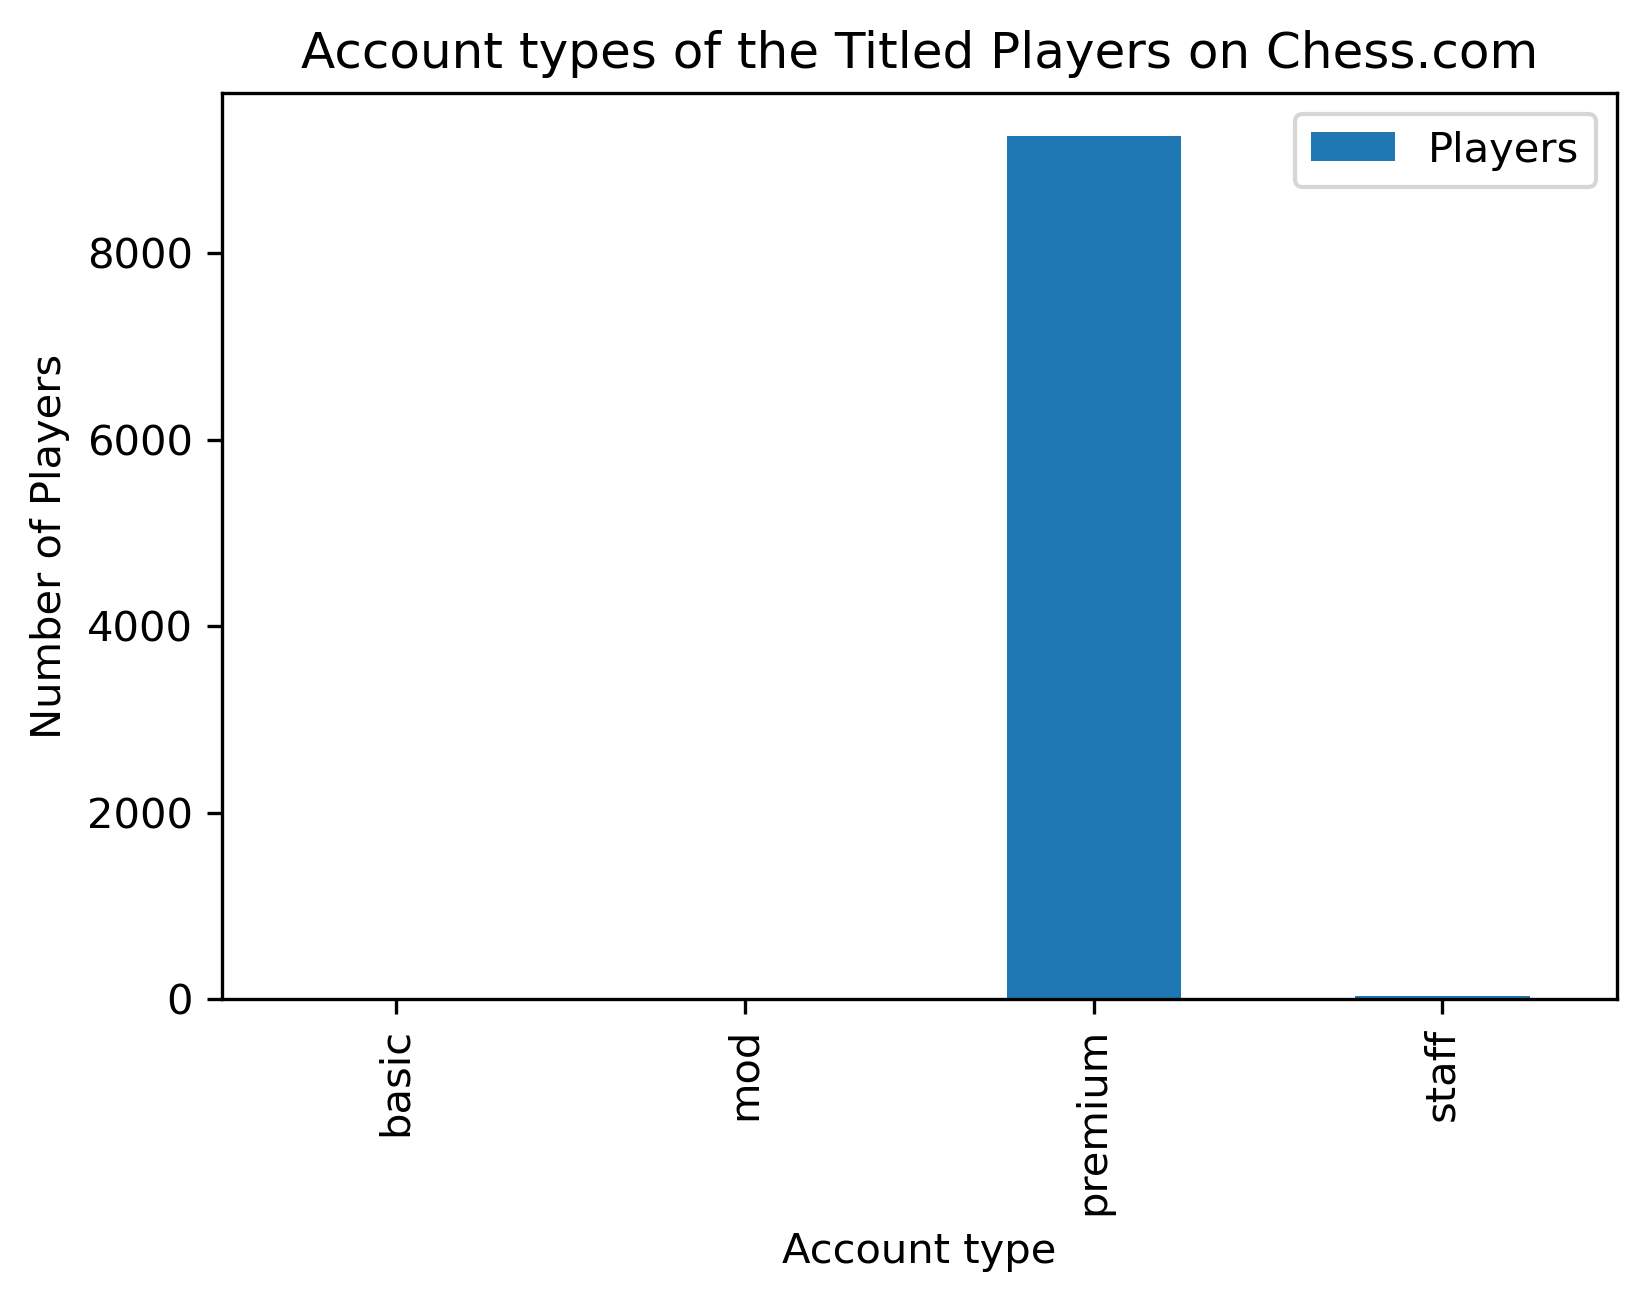 Account types of the Titled Players on Chess.com
Players
8000
6000
4000
2000
0
Number of Players
basic
mod
premium
staff
Account type